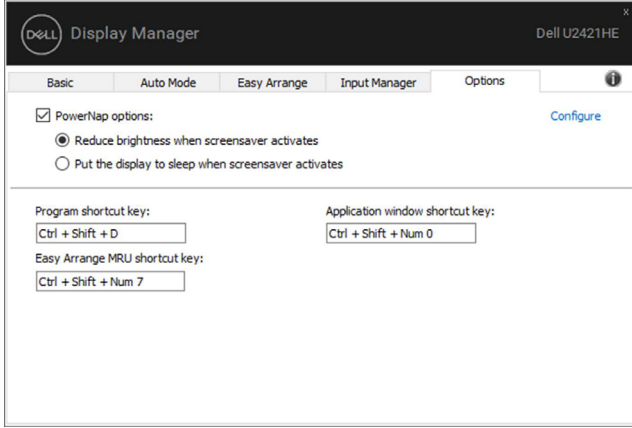 x
DELL Display Manager
Dell U2421HE
Basic Auto Mode Easy Arrange Input Manager Options
PowerNap options:
Configure
Reduce brightness when screensaver activates
Put the display to sleep when screensaver activates
Program shortcut key:
Application window shortcut key:
Ctrl + Shift + D
Ctrl + Shift + Num 0
Easy Arrange MRU shortcut key:
Ctrl + Shift + Num 7